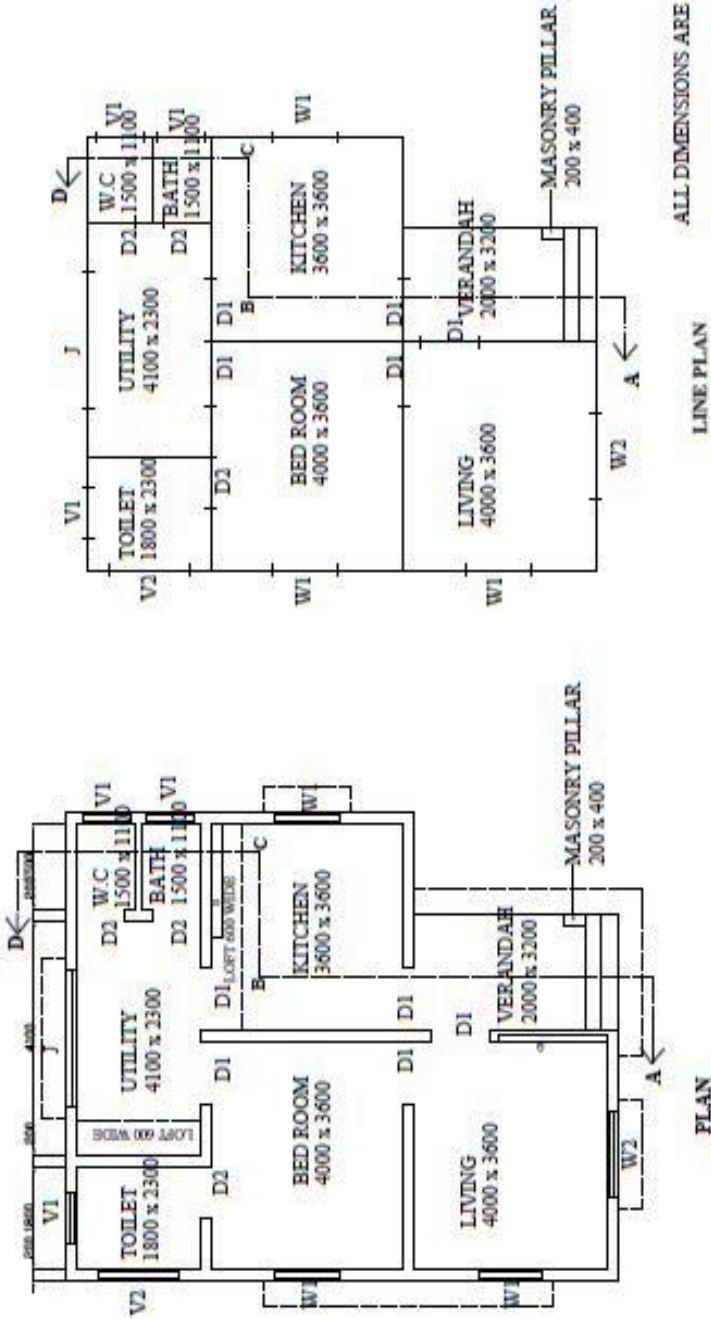 D
V1
J
V1
V2
TOILET
1800 x 2300
UTILITY
4100 x 2300
LOFT 600 WIDE
W.C
1500 x 1100
BATH
1500 x 1100
V1
D2
D2
D2
D1
D1
LOFT 600 WIDE
B
C
BED ROOM
4000 x 3600
KITCHEN
3600 x 3600
W1
W1
D1
D1
D1
LIVING
4000 x 3600
VERANDAH
2000 x 3200
MASONRY PILLAR
200 x 400
W1
W2
A
PLAN
D
V1
J
V1
V1
V2
TOILET
1800 x 2300
UTILITY
4100 x 2300
W.C
1500 x 1100
BATH
1500 x 1100
D2
D2
D2
D1
D1
B
C
BED ROOM
4000 x 3600
KITCHEN
3600 x 3600
W1
W1
D1
D1
D1
LIVING
4000 x 3600
VERANDAH
2000 x 3200
MASONRY PILLAR
200 x 400
W1
W2
A
LINE PLAN
ALL DIMENSIONS ARE